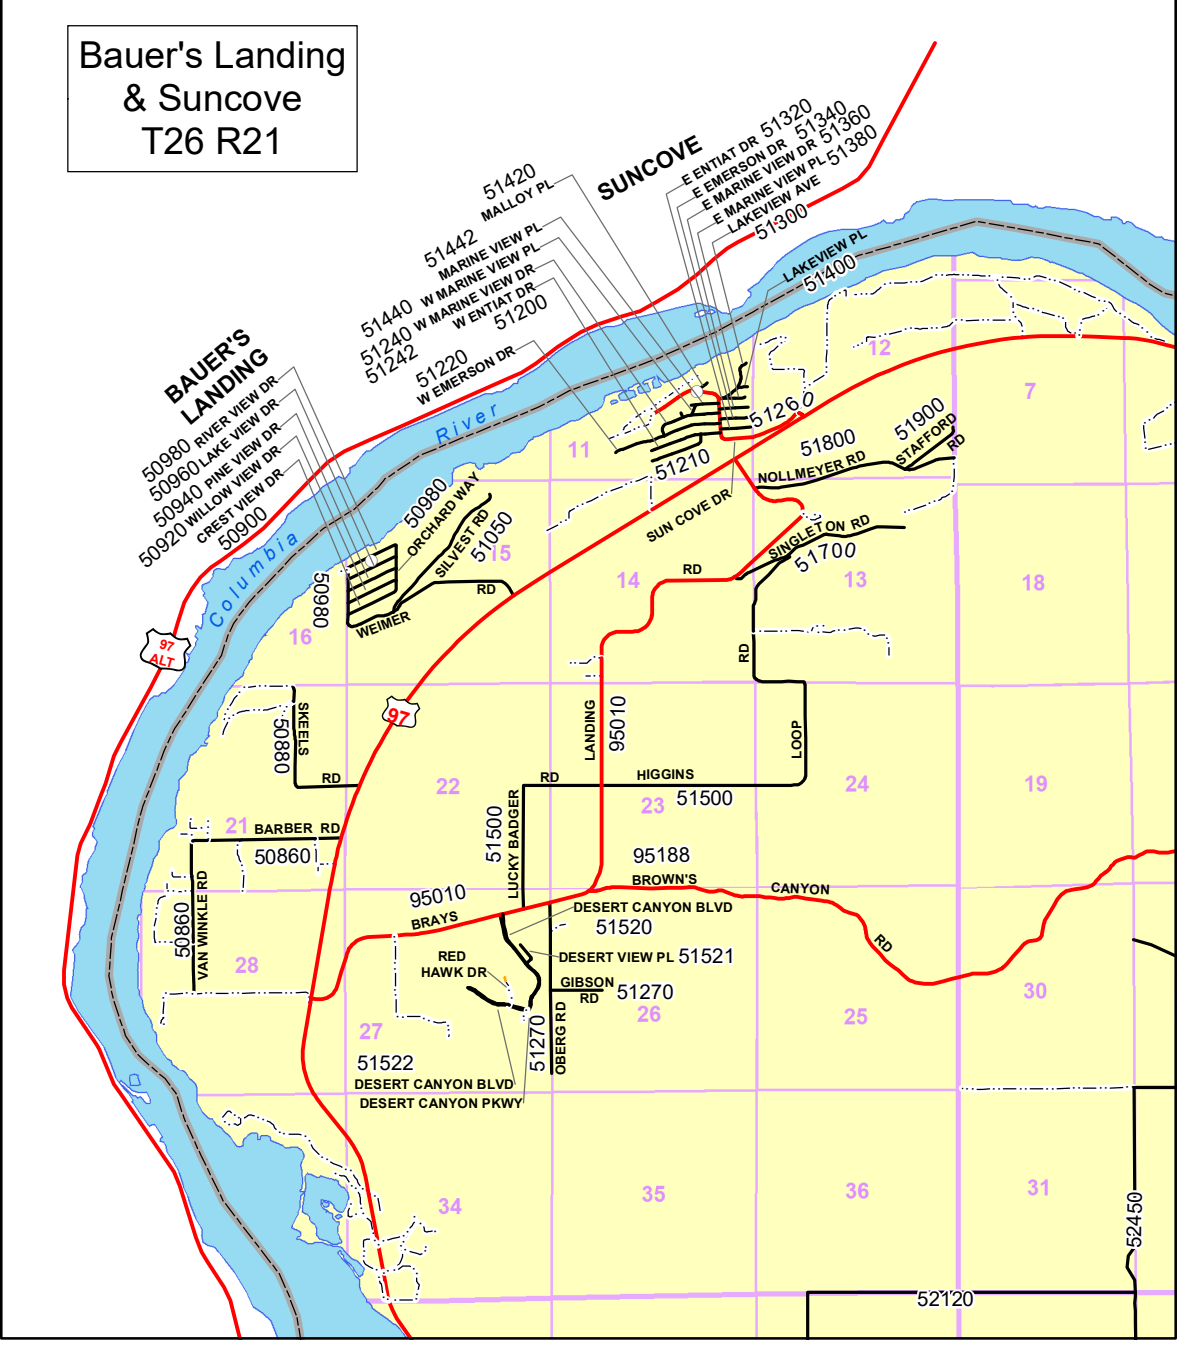 Bauer's Landing
& Suncove
T26 R21
SUNCOVE
E ENTIAT DR 51320
E EMERSON DR 51340
E MARINE VIEW DR 51360
E MARINE VIEW PL 51380
LAKEVIEW AVE
51300
LAKEVIEW PL
51400
51420
MALLOY PL
51442
MARINE VIEW PL
51440 W MARINE VIEW PL
51240 W MARINE VIEW DR
51242 W ENTIAT DR
51200
51220
W EMERSON DR
BAUER'S
LANDING
50980 RIVER VIEW DR
50960 LAKE VIEW DR
50940 PINE VIEW DR
50920 WILLOW VIEW DR
CREST VIEW DR
50900
Columbia
River
12
7
11
51260
51210
51800
51900
NOLLMEYER RD
STAFFORD
RD
SUN COVE DR
50980
ORCHARD WAY
SILVEST RD
51050
15
SINGLETON RD
51700
50980
WEIMER
RD
14
RD
13
18
16
RD
97
ALT
97
SKEELS
50880
RD
LANDING
95010
LOOP
22
RD
HIGGINS
51500
23
24
19
21
BARBER RD
50860
51500
LUCKY BADGER
95188
BROWN'S
CANYON
RD
95010
BRAYS
50860
VAN WINKLE RD
28
DESERT CANYON BLVD
51520
DESERT VIEW PL 51521
RED
HAWK DR
GIBSON
RD
51270
26
25
30
27
51270
OBERG RD
51522
DESERT CANYON BLVD
DESERT CANYON PKWY
34
35
36
31
52450
52120